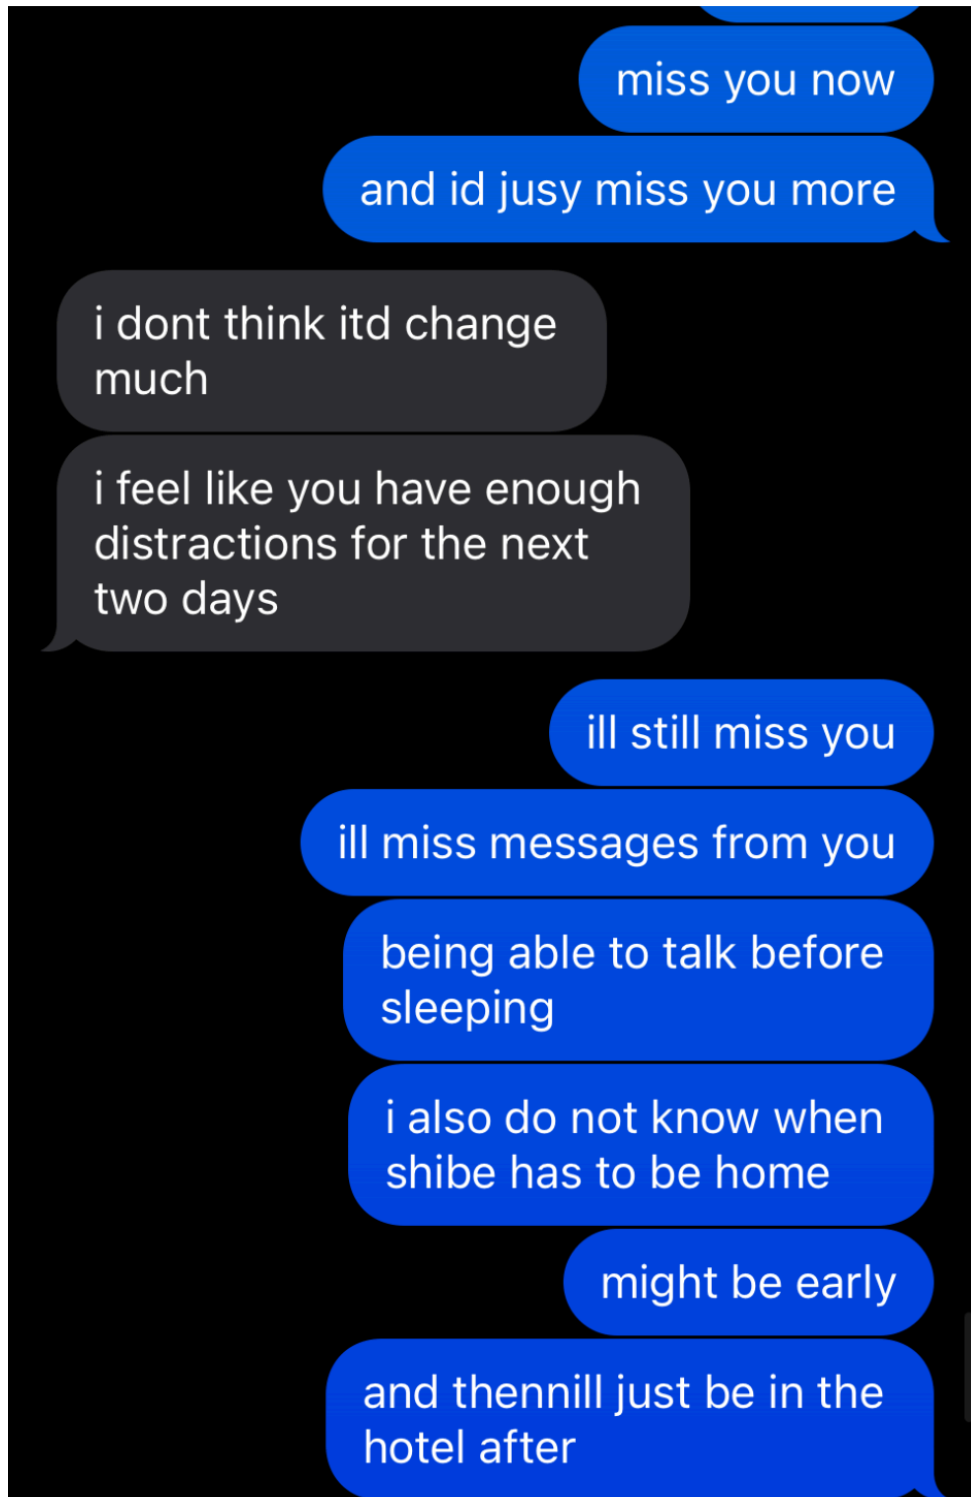 miss you now
and id jusy miss you more
i dont think itd change
much
i feel like you have enough
distractions for the next
two days
ill still miss you
ill miss messages from you
being able to talk before
sleeping
i also do not know when
shibe has to be home
might be early
and thennill just be in the
hotel after